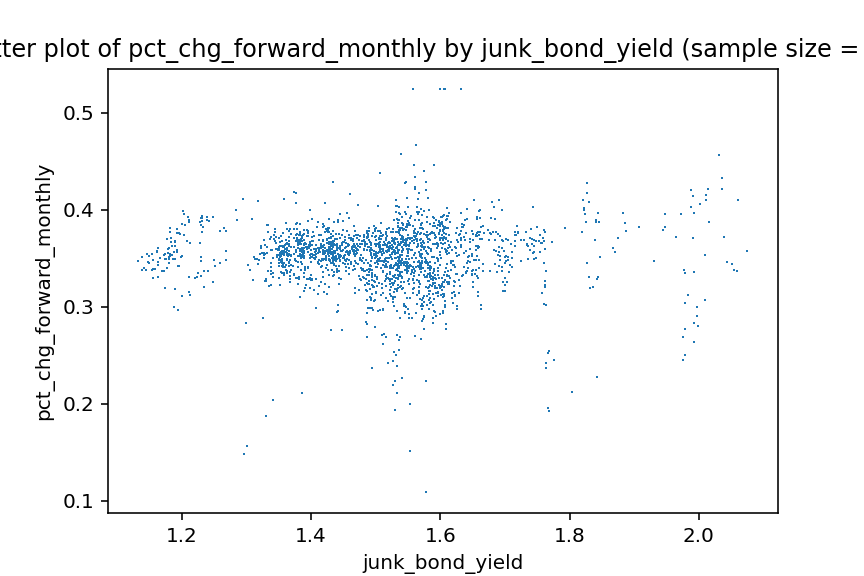 plot of pct_chg_forward_monthly by junk_bond_yield (sample size =
0.5
0.4
0.3
0.2
0.1
pct_chg_forward_monthly
1.2 1.4 1.6 1.8 2.0
junk_bond_yield